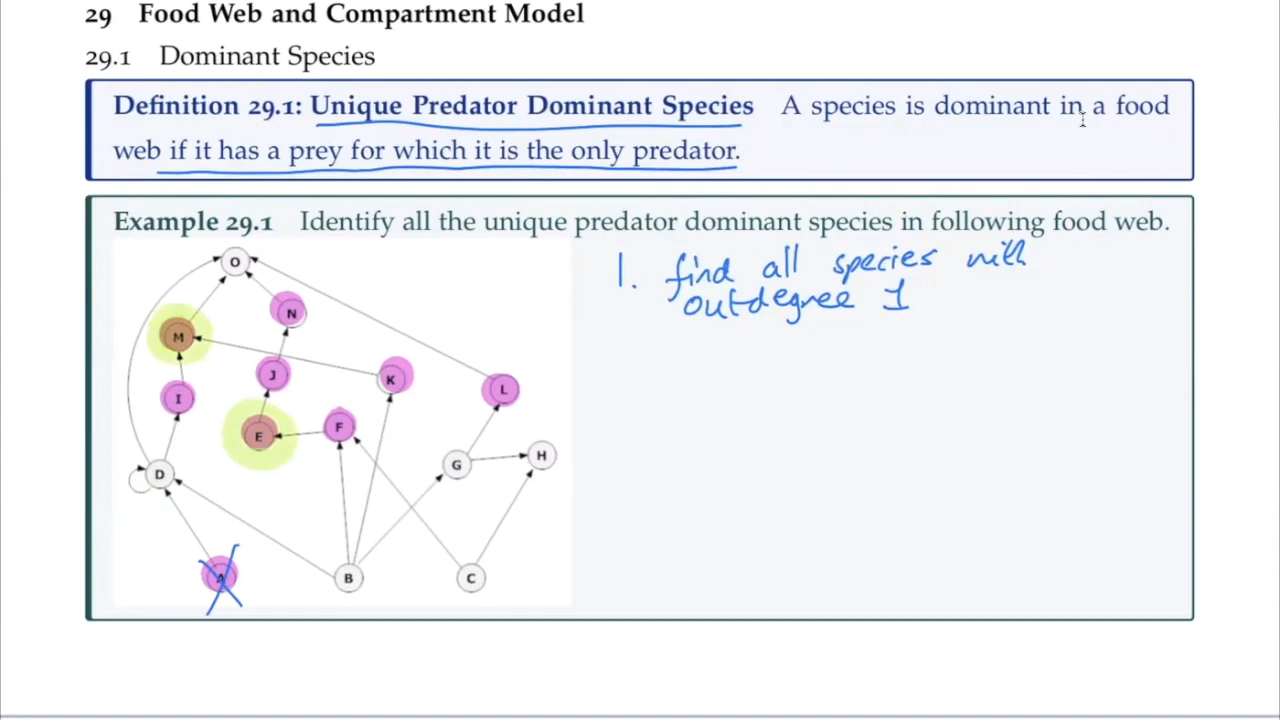 29 Food Web and Compartment Model
29.1 Dominant Species
Definition 29.1: Unique Predator Dominant Species A species is dominant in a food
web if it has a prey for which it is the only predator.
Example 29.1 Identify all the unique predator dominant species in following food web.
1. find all species with
outdegree 1
O
N
M
J
K
L
I
F
E
H
G
D
A
B
C